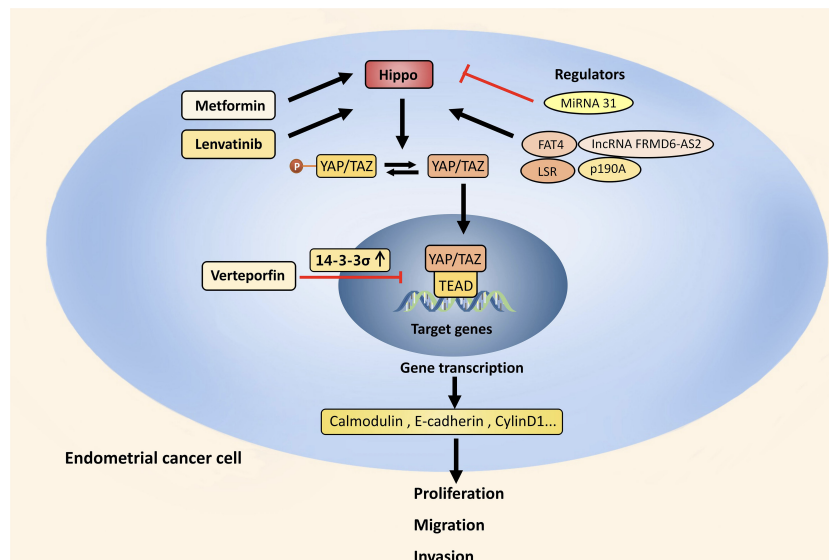 Hippo
Regulators
Metformin
MiRNA 31
Lenvatinib
FAT4
lncRNA FRMD6-AS2
P
YAP/TAZ
YAP/TAZ
LSR
p190A
14-3-3σ ↑
YAP/TAZ
Verteporfin
TEAD
Target genes
Gene transcription
Calmodulin , E-cadherin , CylinD1...
Endometrial cancer cell
Proliferation
Migration
Invasion